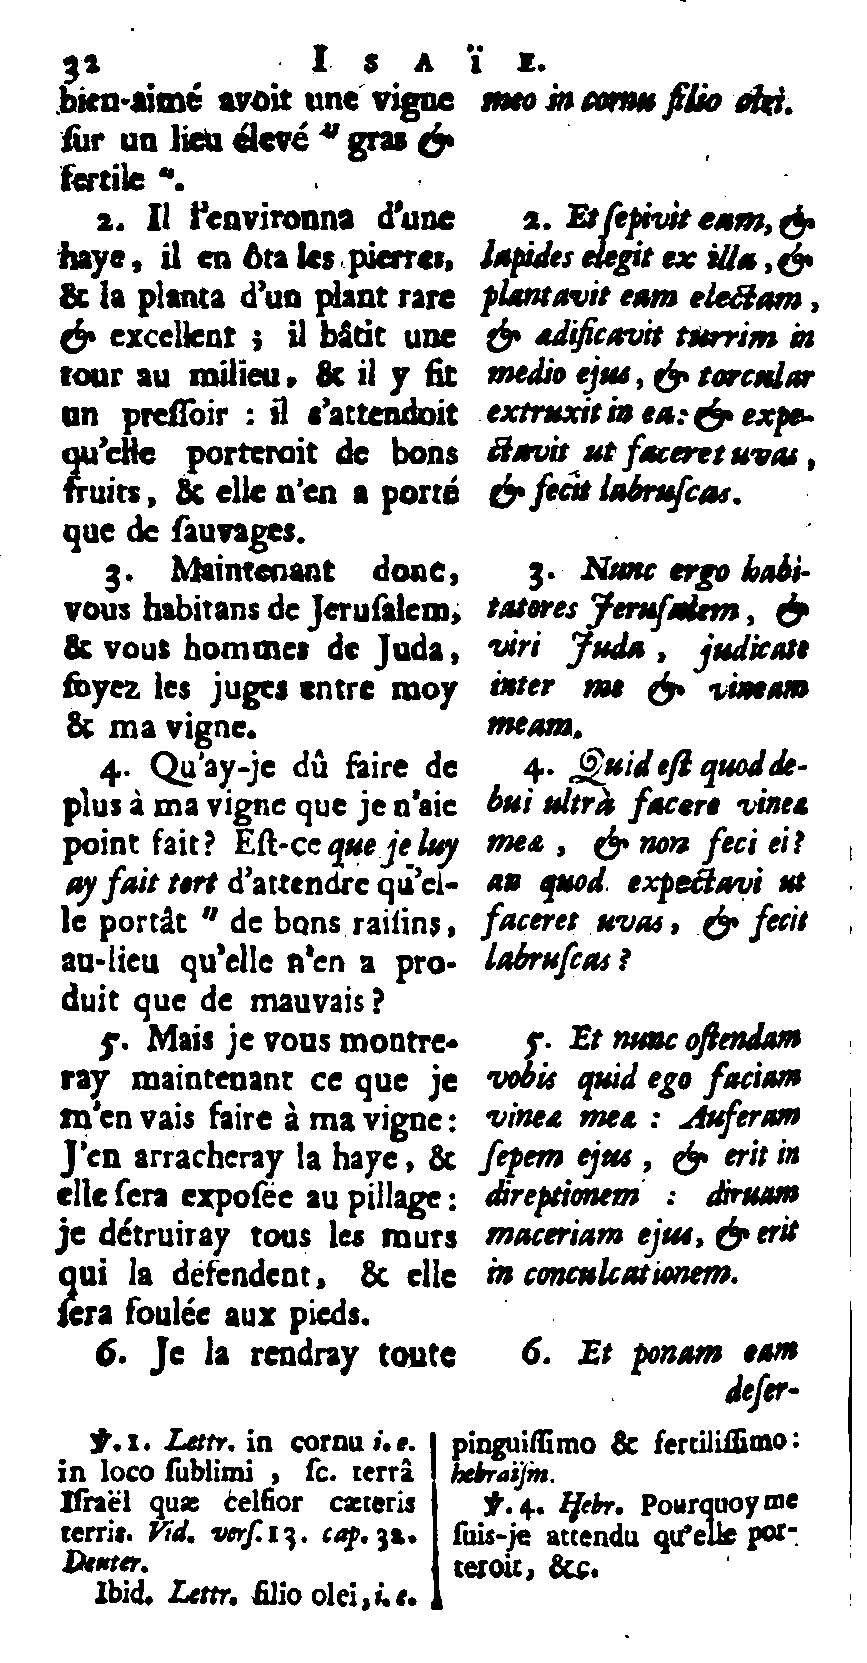 32 ISAÏE.
bien-aimé avoit une vigne
ſur un lieu élevé " gras &
fertile ".
2. Il l'environna d'une
haye, il en ôta les pierres,
& la planta d'un plant rare
& excellent ; il bâtit une
tour au milieu, & il y fit
un preſſoir : il s'attendoit
qu'elle porteroit de bons
fruits, & elle n'en a porté
que de ſauvages.
3. Maintenant donc,
vous habitans de Jeruſalem,
& vous hommes de Juda,
ſoyez les juges entre moy
& ma vigne.
4. Qu'ay-je dû faire de
plus à ma vigne que je n'aie
point fait? Eſt-ce que je luy
ay fait tort d'attendre qu'el-
le portât " de bons raiſins,
au-lieu qu'elle n'en a pro-
duit que de mauvais?
5. Mais je vous montre-
ray maintenant ce que je
m'en vais faire à ma vigne:
J'en arracheray la haye, &
elle ſera expoſée au pillage:
je détruiray tous les murs
qui la défendent, & elle
ſera foulée aux pieds.
6. Je la rendray toute
meo in cornu filio olei.
2. Et ſepivit eam, &
lapides elegit ex illa, &
plantavit eam electam,
& ædificavit turrim in
medio ejus, & torcular
extruxit in ea: & expe-
ctavit ut faceret uvas,
& fecit labruſcas.
3. Nunc ergo habi-
tatores Jeruſalem, &
viri Juda, judicate
inter me & vineam
meam.
4. Quid eſt quod de-
bui ultrà facere vineæ
meæ, & non feci ei?
an quod expectavi ut
faceret uvas, & fecit
labruſcas?
5. Et nunc oſtendam
vobis quid ego faciam
vineæ meæ : Auferam
ſepem ejus, & erit in
direptionem : diruam
maceriam ejus, & erit
in conculcationem.
6. Et ponam eam
deſer-
℣.1. Lettr. in cornu i.e.
in loco ſublimi, ſc. terrâ
Iſraël quæ celſior cæteris
terris. Vid. verſ.13. cap.32.
Deuter.
Ibid. Lettr. filio olei, i.e.
pinguiſſimo & fertiliſſimo:
hebraïſm.
℣.4. Hebr. Pourquoy me
ſuis-je attendu qu'elle por-
teroit, &c.